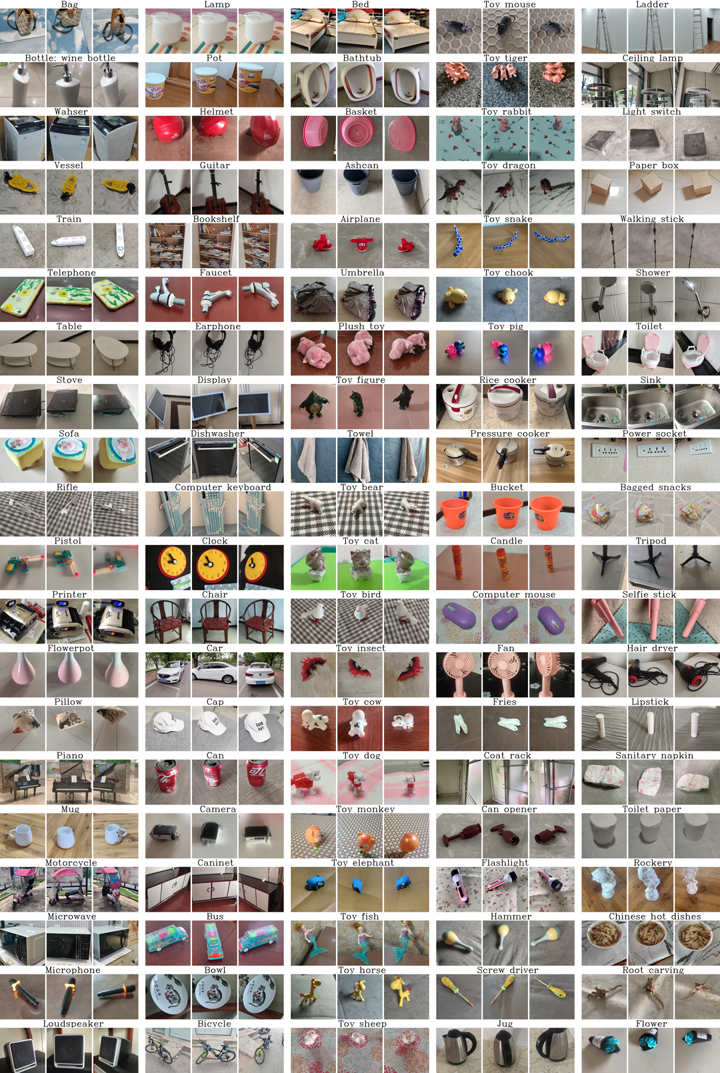 Bag
Lamp
Bed
Toy mouse
Ladder
Bottle: wine bottle
Pot
Bathtub
Toy tiger
Ceiling lamp
Wahser
Helmet
Basket
Toy rabbit
Light switch
Vessel
Guitar
Ashcan
Toy dragon
Paper box
Train
Bookshelf
Airplane
Toy snake
Walking stick
Telephone
Faucet
Umbrella
Toy chook
Shower
Table
Earphone
Plush toy
Toy pig
Toilet
Stove
Display
Toy figure
Rice cooker
Sink
Sofa
Dishwasher
Towel
Pressure cooker
Power socket
Rifle
Computer keyboard
Toy bear
Bucket
Bagged snacks
Pistol
Clock
Toy cat
Candle
Tripod
Printer
Chair
Toy bird
Computer mouse
Selfie stick
Flowerpot
Car
Toy insect
Fan
Hair dryer
Pillow
Cap
Toy cow
Fries
Lipstick
Piano
Can
Toy dog
Coat rack
Sanitary napkin
Mug
Camera
Toy monkey
Can opener
Toilet paper
Motorcycle
Caninet
Toy elephant
Flashlight
Rockery
Microwave
Bus
Toy fish
Hammer
Chinese hot dishes
Microphone
Bowl
Toy horse
Screw driver
Root carving
Loudspeaker
Bicycle
Toy sheep
Jug
Flower